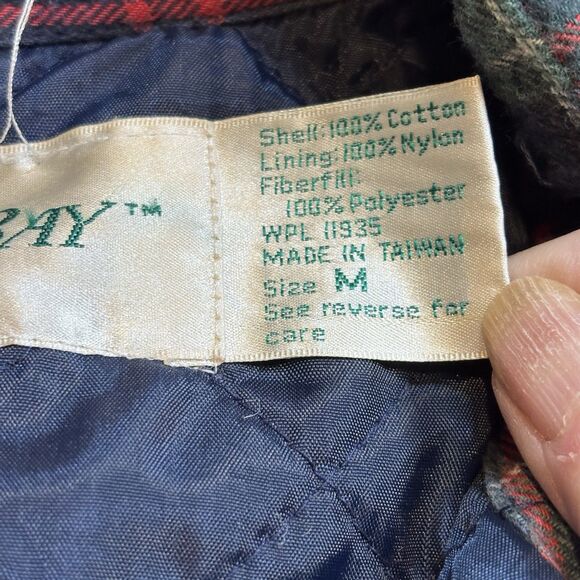 BAY™
Shell: 100% Cotton
Lining: 100% Nylon
Fiberfill:
100% Polyester
WPL 11935
MADE IN TAIWAN
Size M
See reverse for
care